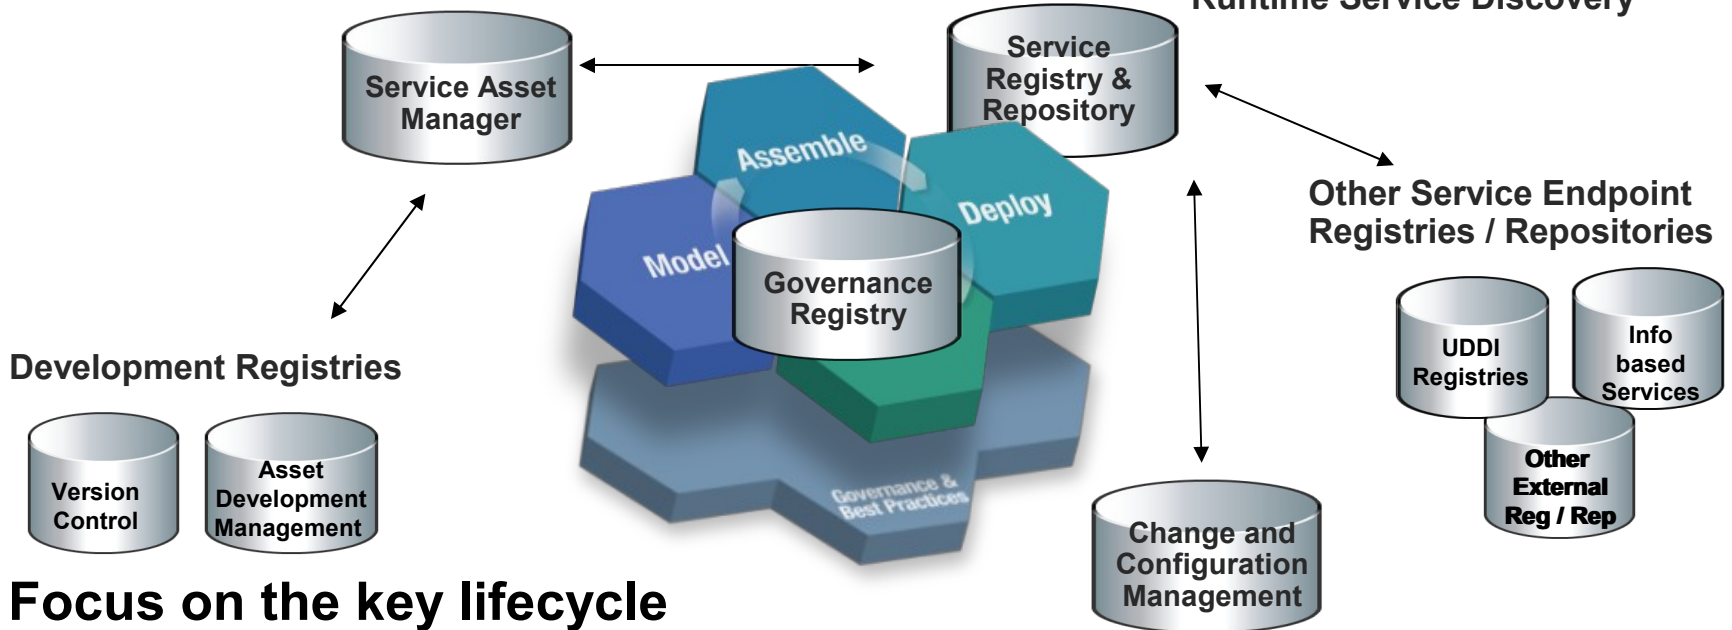 Runtime Service Discovery
Service Asset
Manager
Service
Registry &
Repository
Assemble
Deploy
Model
Governance
Registry
Governance &
Best Practices
Other Service Endpoint
Registries / Repositories
UDDI
Registries
Info
based
Services
Other
External
Reg / Rep
Development Registries
Version
Control
Asset
Development
Management
Change and
Configuration
Management
Focus on the key lifecycle